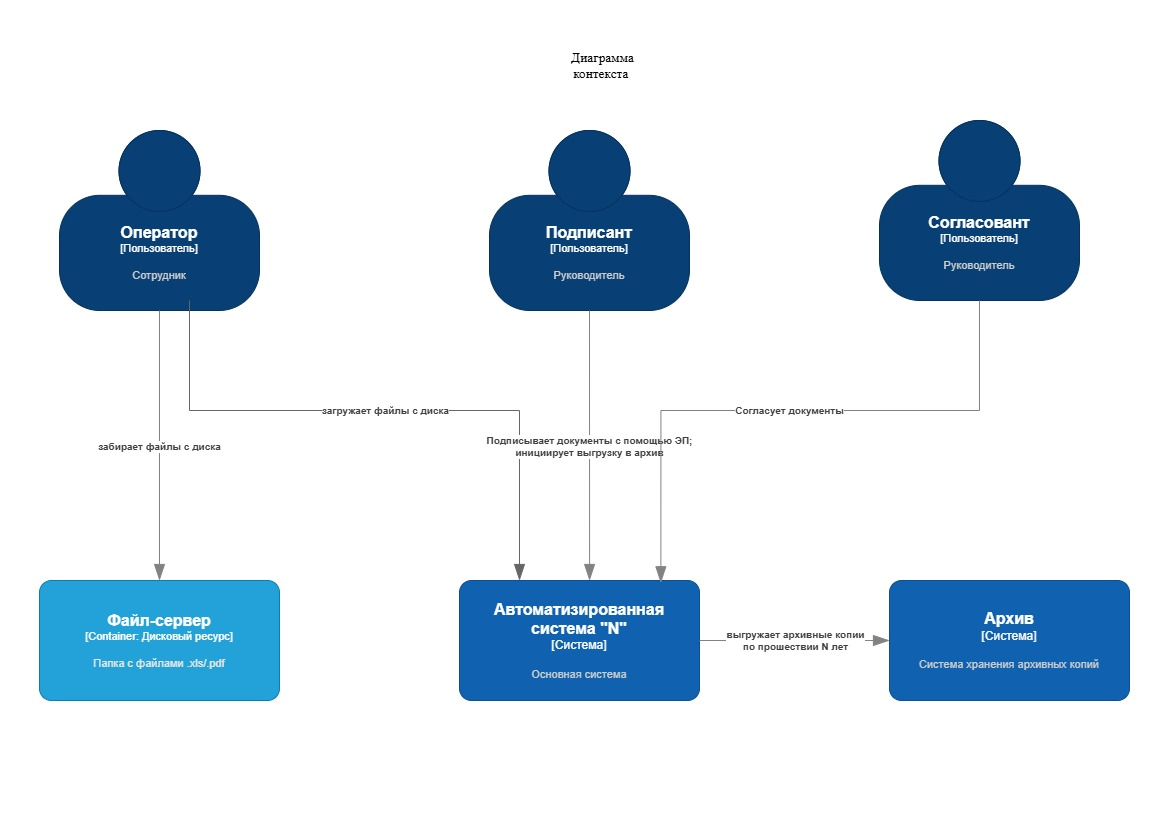 Диаграмма
контекста
Оператор
[Пользователь]
Сотрудник
Подписант
[Пользователь]
Руководитель
Согласовант
[Пользователь]
Руководитель
загружает файлы с диска
Согласует документы
забирает файлы с диска
Подписывает документы с помощью ЭП;
инициирует выгрузку в архив
Файл-сервер
[Container: Дисковый ресурс]
Папка с файлами .xls/.pdf
Автоматизированная
система "N"
[Система]
Основная система
выгружает архивные копии
по прошествии N лет
Архив
[Система]
Система хранения архивных копий